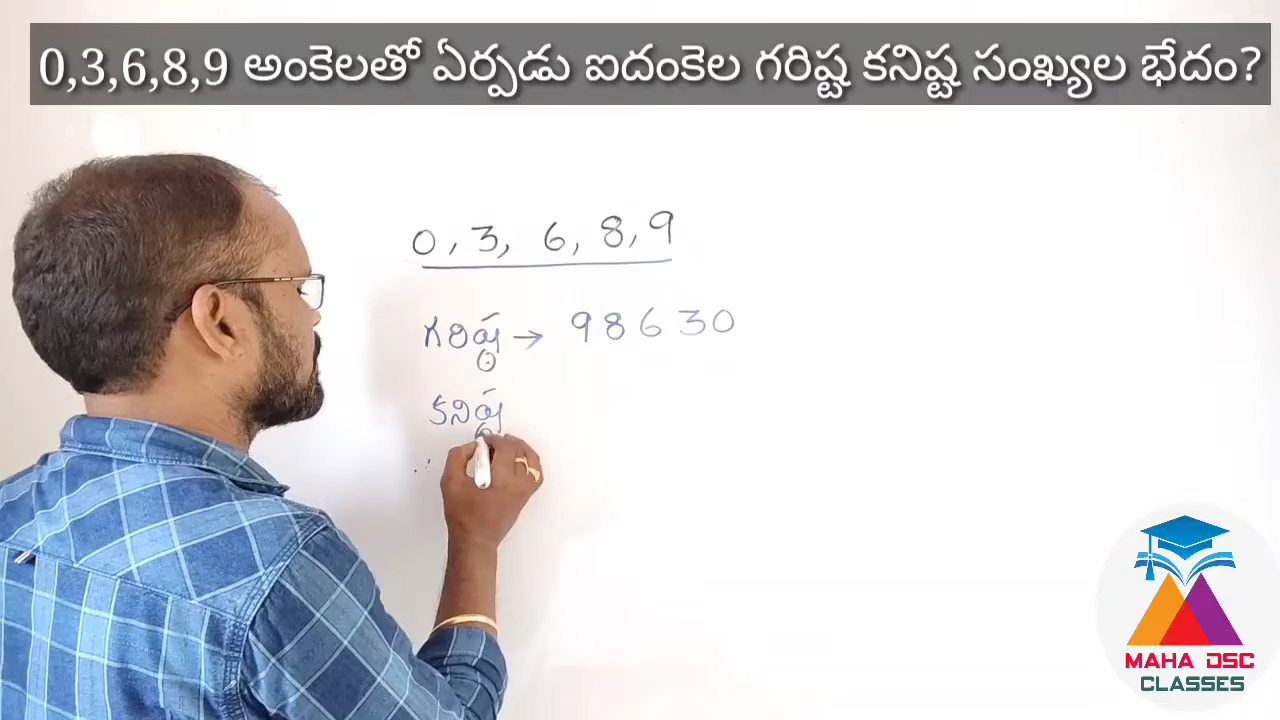 0,3,6,8,9 అంకెలతో ఏర్పడు ఐదంకెల గరిష్ట కనిష్ట సంఖ్యల భేదం?
0, 3, 6, 8, 9
గరిష్ఠ → 98630
కనిష్ఠ
MAHA DSC
CLASSES